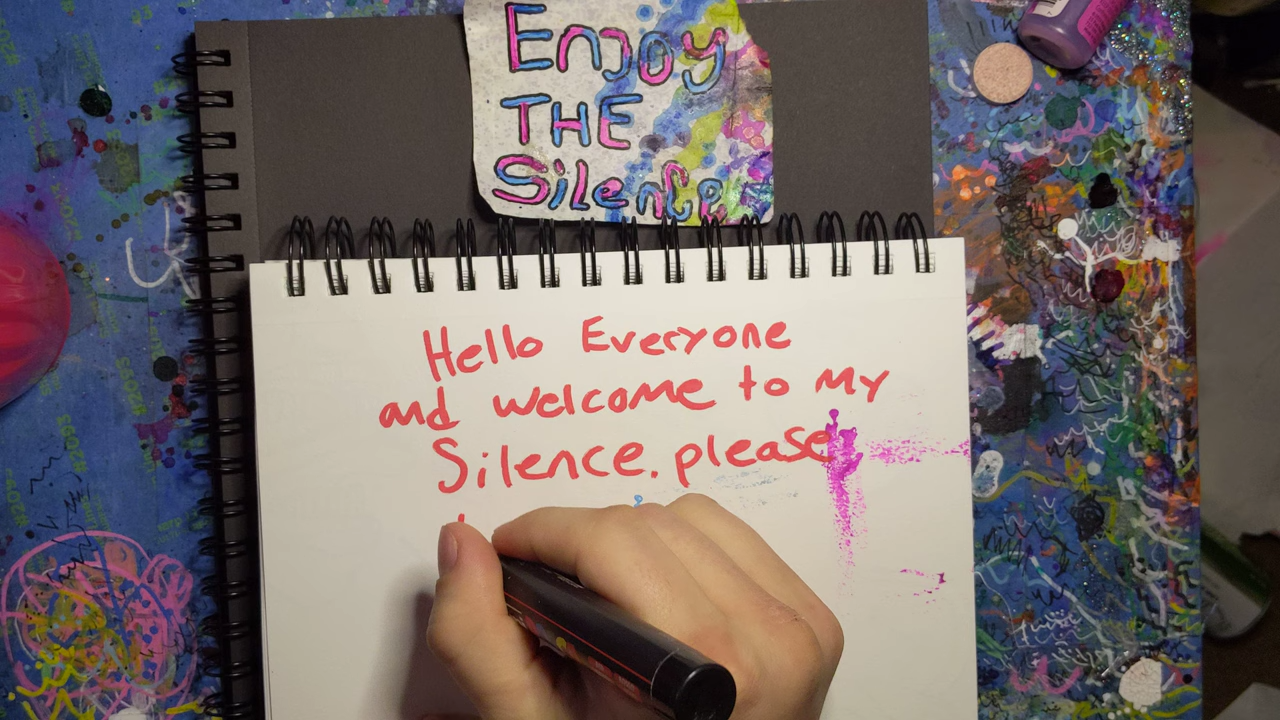 Enjoy
THE
Silence
Hello Everyone
and welcome to My
Silence. please